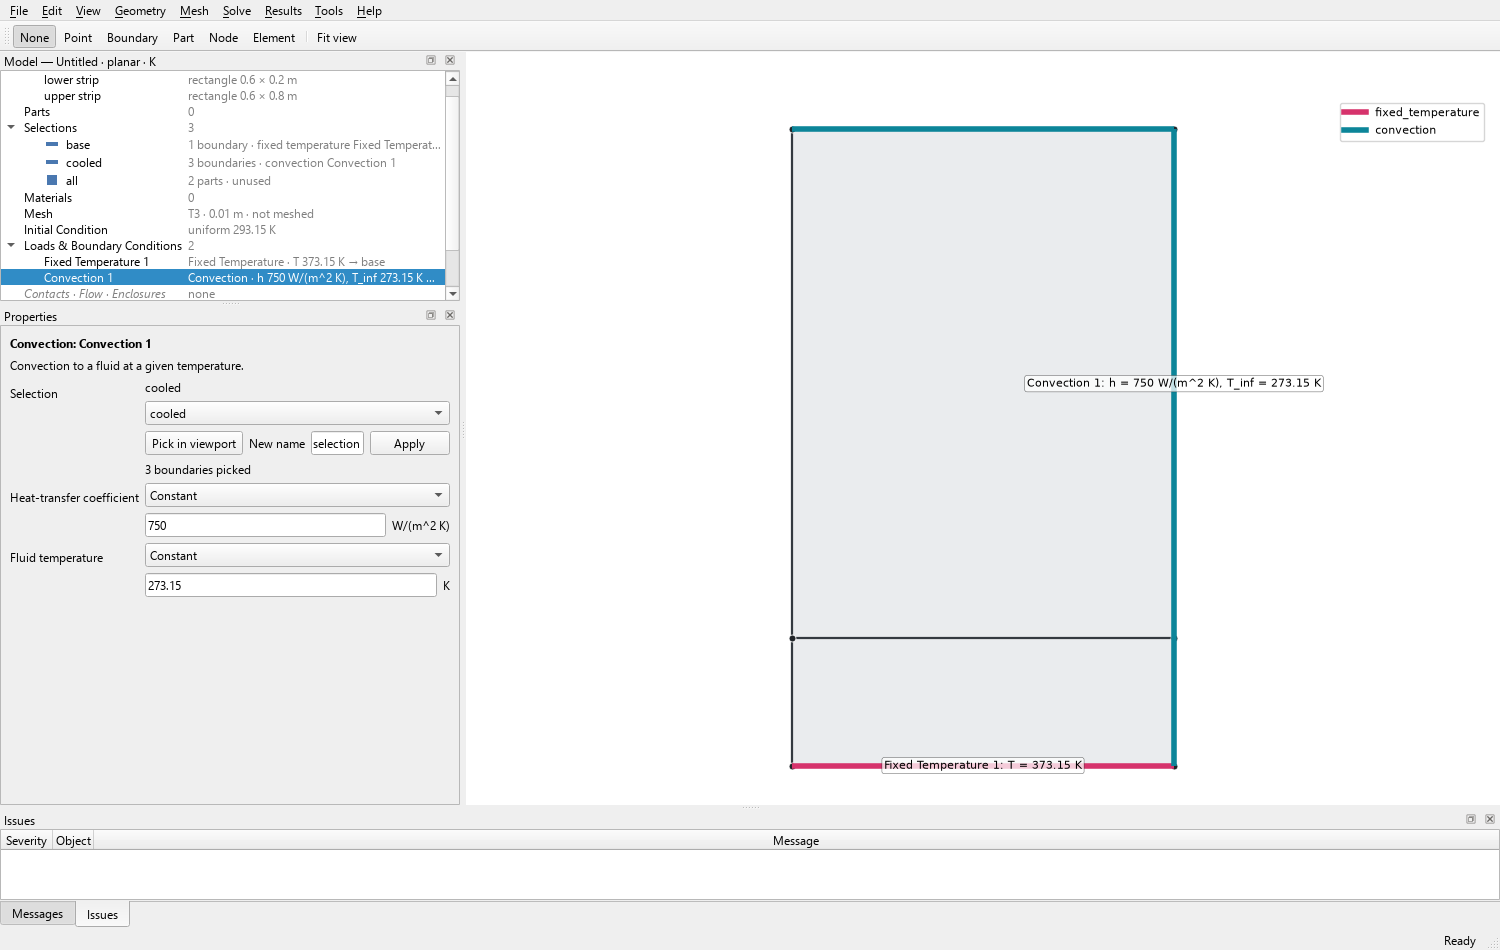 File Edit View Geometry Mesh Solve Results Tools Help
None Point Boundary Part Node Element Fit view
Model — Untitled · planar · K
lower strip rectangle 0.6 × 0.2 m
upper strip rectangle 0.6 × 0.8 m
Parts 0
Selections 3
base 1 boundary · fixed temperature Fixed Temperat...
cooled 3 boundaries · convection Convection 1
all 2 parts · unused
Materials 0
Mesh T3 · 0.01 m · not meshed
Initial Condition uniform 293.15 K
Loads & Boundary Conditions 2
Fixed Temperature 1 Fixed Temperature · T 373.15 K → base
Convection 1 Convection · h 750 W/(m^2 K), T_inf 273.15 K ...
Contacts · Flow · Enclosures none
Properties
Convection: Convection 1
Convection to a fluid at a given temperature.
Selection cooled
cooled
Pick in viewport New name selection Apply
3 boundaries picked
Heat-transfer coefficient Constant
750 W/(m^2 K)
Fluid temperature Constant
273.15 K
fixed_temperature
convection
Convection 1: h = 750 W/(m^2 K), T_inf = 273.15 K
Fixed Temperature 1: T = 373.15 K
Issues
Severity Object Message
Messages Issues
Ready